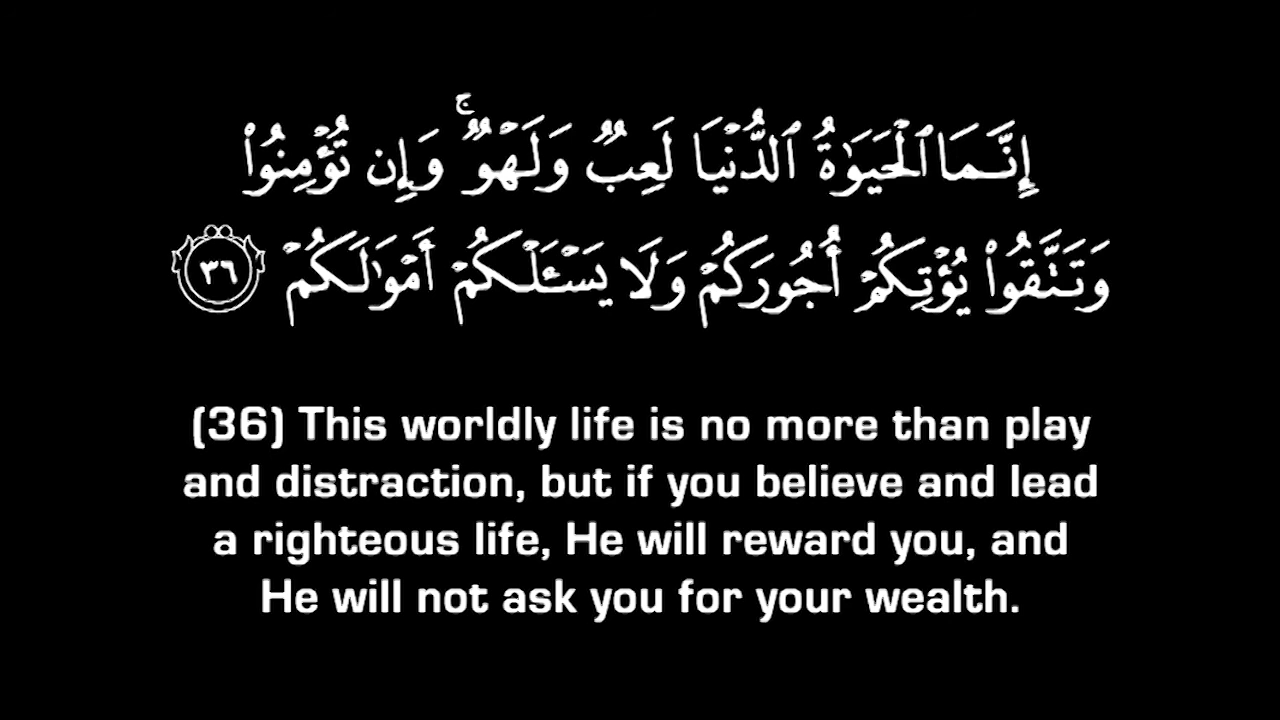 إِنَّمَا ٱلْحَيَوٰةُ ٱلدُّنْيَا لَعِبٌ وَلَهْوٌ ۚ وَإِن تُؤْمِنُوا۟
وَتَتَّقُوا۟ يُؤْتِكُمْ أُجُورَكُمْ وَلَا يَسْـَٔلْكُمْ أَمْوَٰلَكُمْ ٣٦
(36) This worldly life is no more than play
and distraction, but if you believe and lead
a righteous life, He will reward you, and
He will not ask you for your wealth.